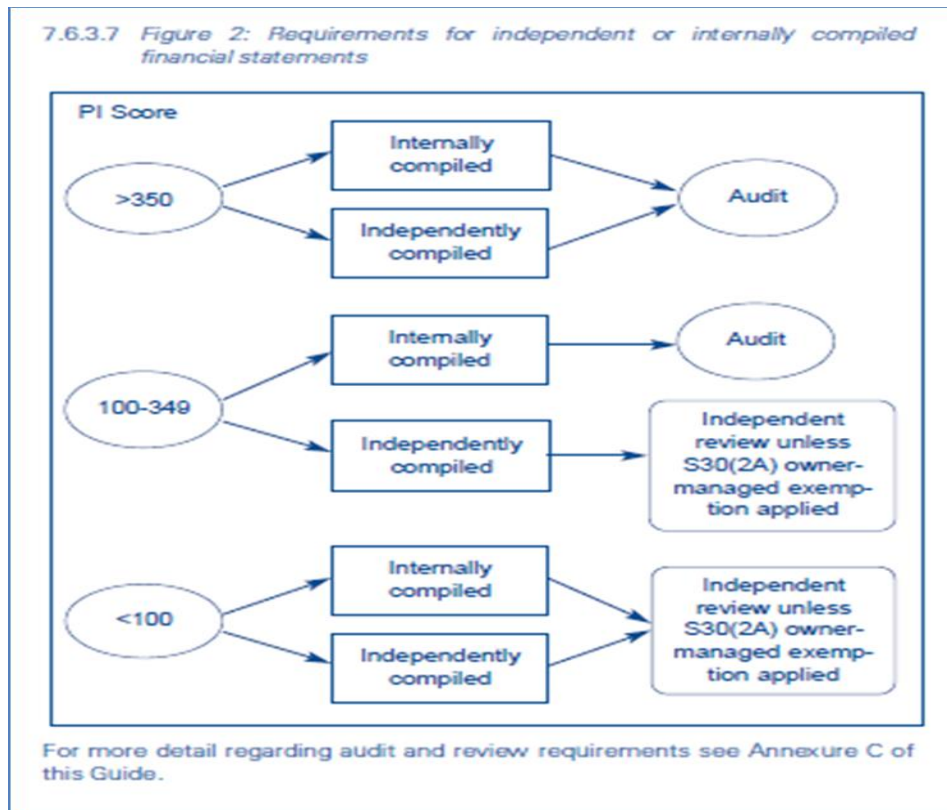 7.6.3.7 Figure 2: Requirements for independent or internally compiled
financial statements
PI Score
>350
Internally
compiled
Independently
compiled
Audit
100-349
Internally
compiled
Independently
compiled
Audit
Independent
review unless
S30(2A) owner-
managed exemp-
tion applied
<100
Internally
compiled
Independently
compiled
Independent
review unless
S30(2A) owner-
managed exemp-
tion applied
For more detail regarding audit and review requirements see Annexure C of
this Guide.